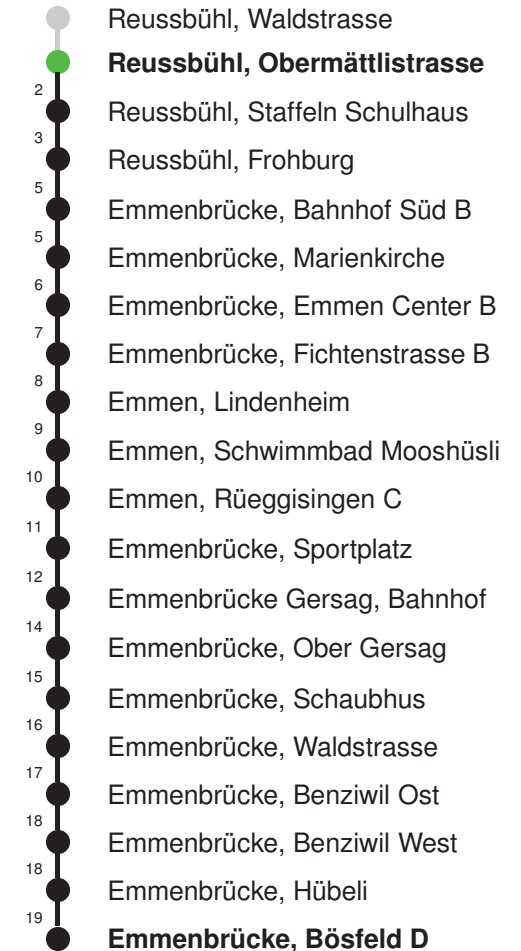 Reussbühl, Waldstrasse
Reussbühl, Obermättlistrasse
2
Reussbühl, Staffeln Schulhaus
3
Reussbühl, Frohburg
5
Emmenbrücke, Bahnhof Süd B
5
Emmenbrücke, Marienkirche
6
Emmenbrücke, Emmen Center B
7
Emmenbrücke, Fichtenstrasse B
8
Emmen, Lindenheim
9
Emmen, Schwimmbad Mooshüsli
10
Emmen, Rüeggisingen C
11
Emmenbrücke, Sportplatz
12
Emmenbrücke Gersag, Bahnhof
14
Emmenbrücke, Ober Gersag
15
Emmenbrücke, Schaubhus
16
Emmenbrücke, Waldstrasse
17
Emmenbrücke, Benziwil Ost
18
Emmenbrücke, Benziwil West
18
Emmenbrücke, Hübeli
19
Emmenbrücke, Bösfeld D